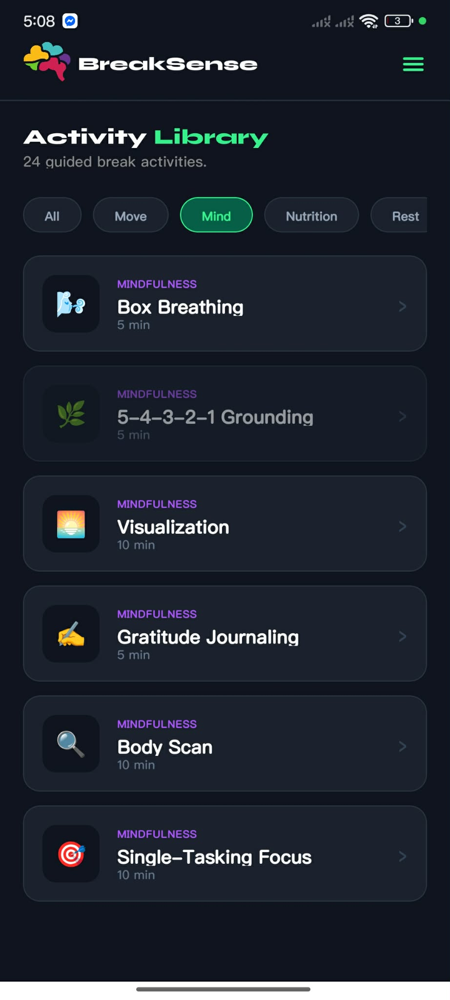 5:08
3
BreakSense
Activity Library
24 guided break activities.
All Move Mind Nutrition Rest
MINDFULNESS
Box Breathing
5 min
MINDFULNESS
5–4–3–2–1 Grounding
5 min
MINDFULNESS
Visualization
10 min
MINDFULNESS
Gratitude Journaling
5 min
MINDFULNESS
Body Scan
10 min
MINDFULNESS
Single–Tasking Focus
10 min